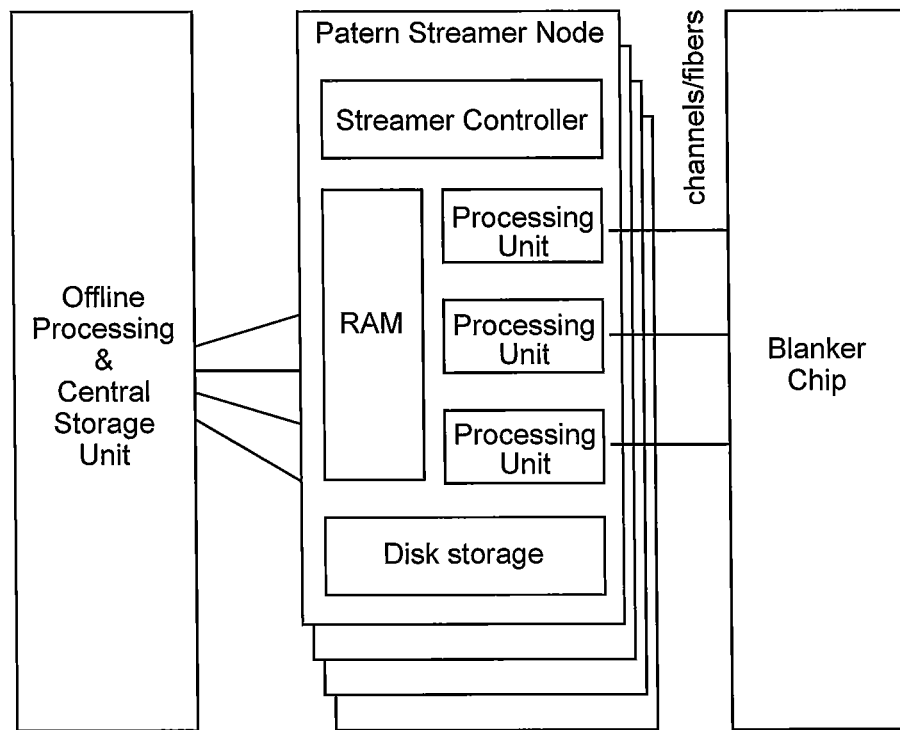 Offline
Processing
&
Central
Storage
Unit
Patern Streamer Node
Streamer Controller
RAM
Processing
Unit
Processing
Unit
Processing
Unit
Disk storage
channels/fibers
Blanker
Chip